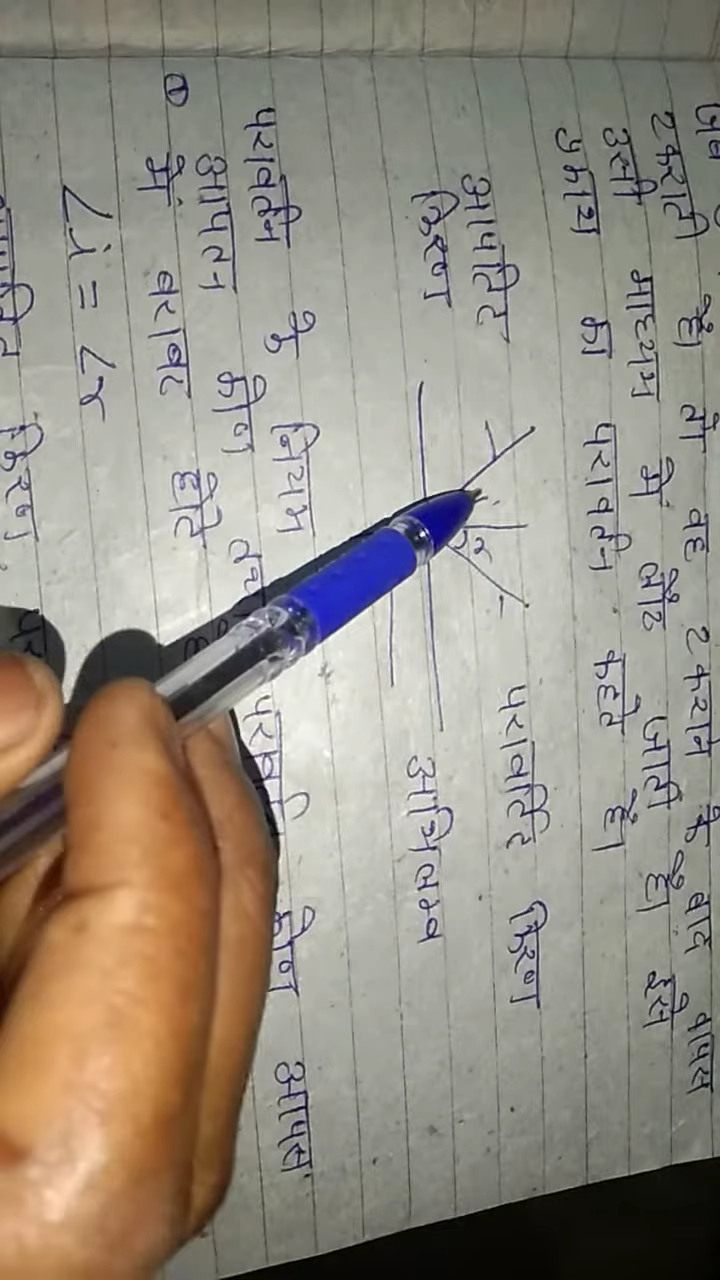 टकराती है। तो वह टकराने के बाद वापस
उसी माध्यम मे लौट जाती है। इसे
प्रकाश का परावर्तन कहते है।
आपतित परावर्तित किरण
किरण
i r
अभिलम्ब
परावर्तन के नियम
① आपतन कोण तथा परावर्तन कोण आपस
मे बराबर होते
∠i = ∠r
किरण,